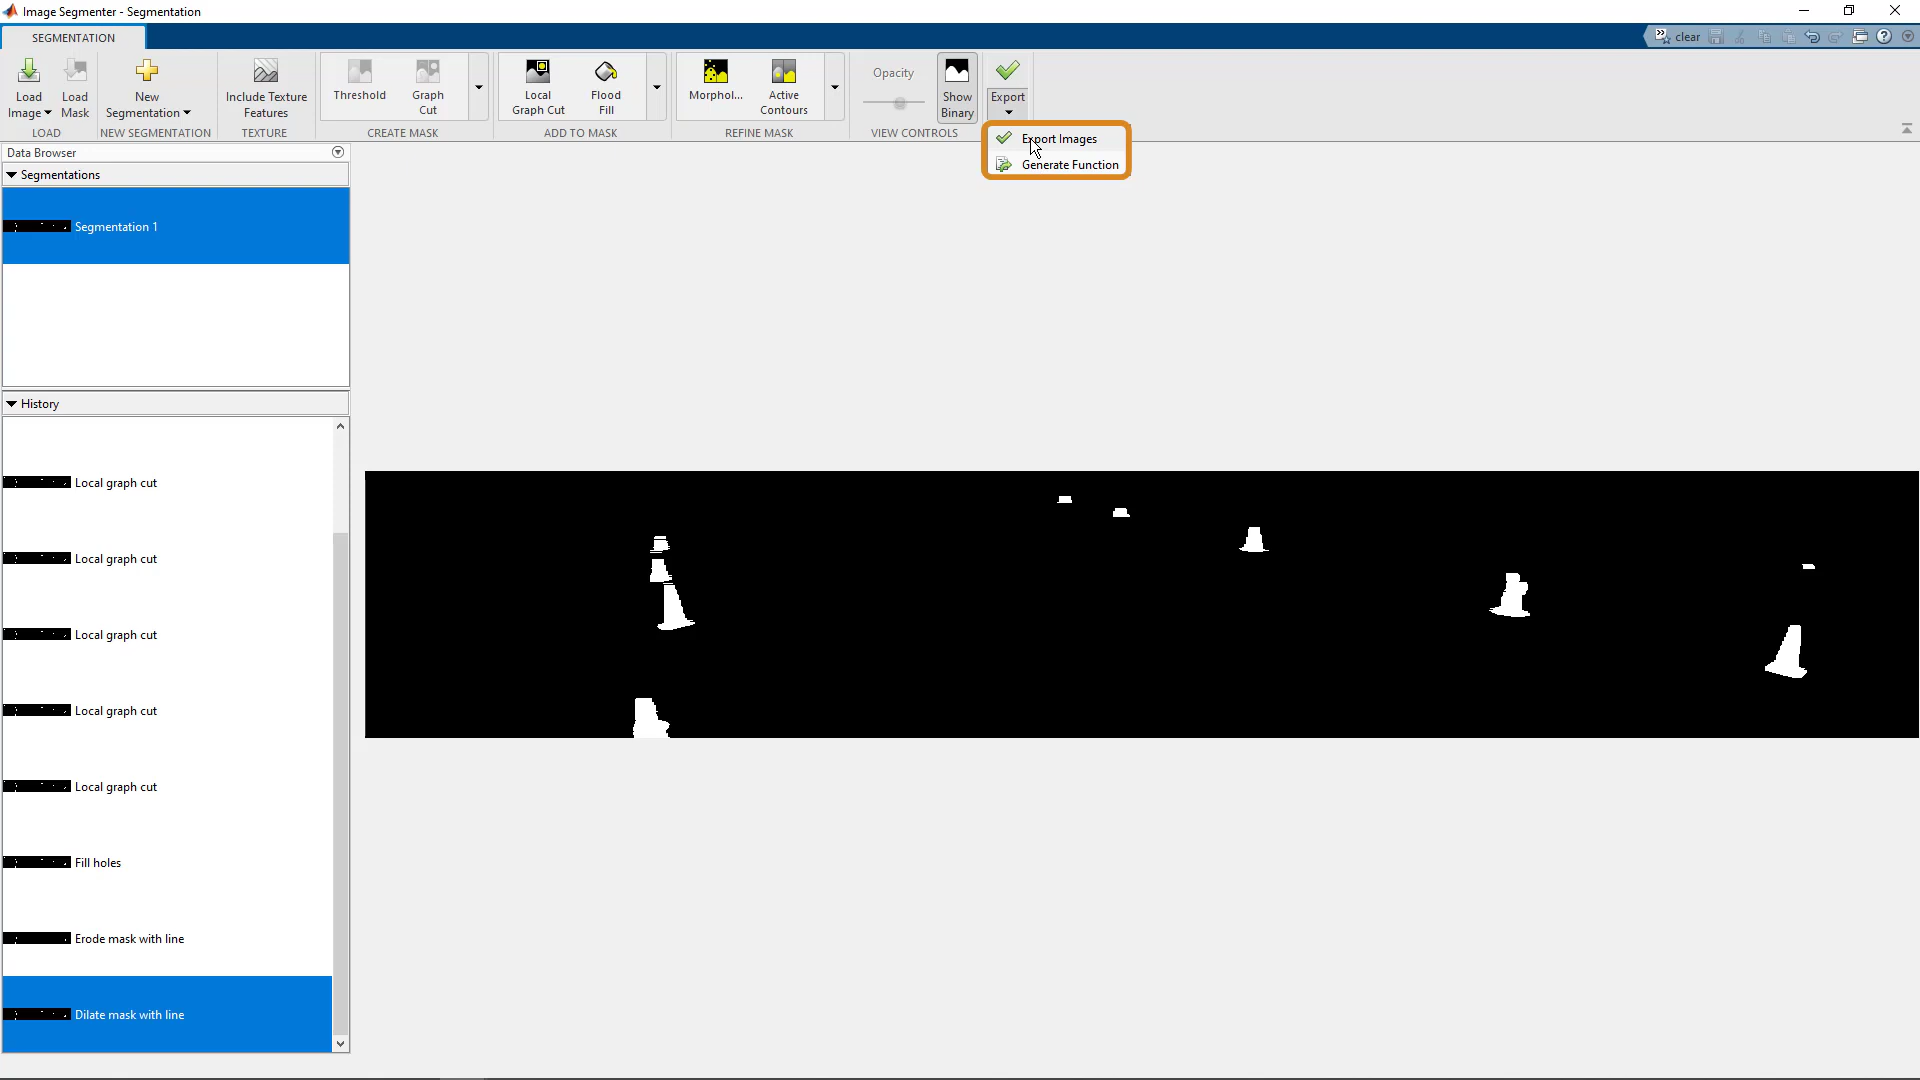 Image Segmenter - Segmentation
SEGMENTATION
clear
Load Image
Load Mask
New Segmentation
Include Texture Features
Threshold
Graph Cut
Local Graph Cut
Flood Fill
Morphol...
Active Contours
Opacity
Show Binary
Export
LOAD
NEW SEGMENTATION
TEXTURE
CREATE MASK
ADD TO MASK
REFINE MASK
VIEW CONTROLS
Export Images
Generate Function
Data Browser
Segmentations
Segmentation 1
History
Local graph cut
Local graph cut
Local graph cut
Local graph cut
Local graph cut
Fill holes
Erode mask with line
Dilate mask with line